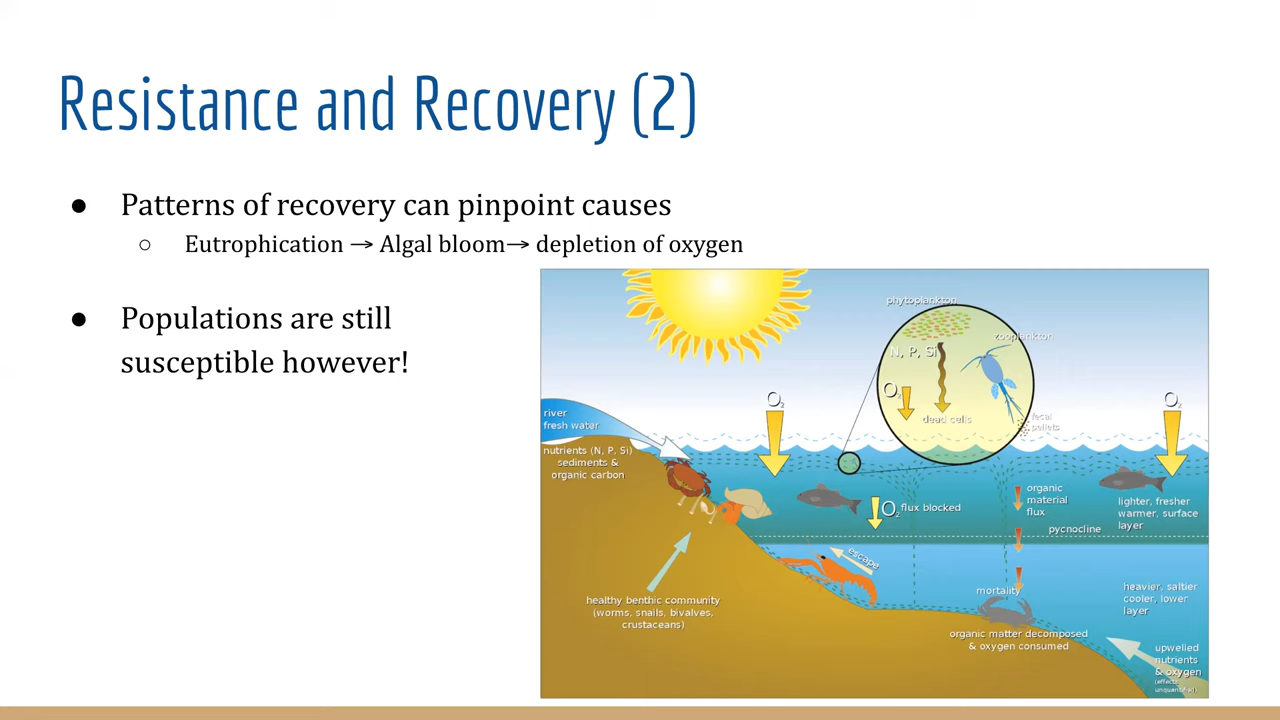 Resistance and Recovery (2)
● Patterns of recovery can pinpoint causes
○ Eutrophication → Algal bloom→ depletion of oxygen
● Populations are still
susceptible however!
phytoplankton
zooplankton
N, P, Si
O2
dead cells
fecal
pellets
O2
O2
river
fresh water
nutrients (N, P, Si)
sediments &
organic carbon
O2 flux blocked
organic
material
flux
lighter, fresher
warmer, surface
layer
pycnocline
escape
healthy benthic community
(worms, snails, bivalves,
crustaceans)
mortality
heavier, saltier
cooler, lower
layer
organic matter decomposed
& oxygen consumed
upwelled
nutrients
& oxygen
(effects
unquantified)